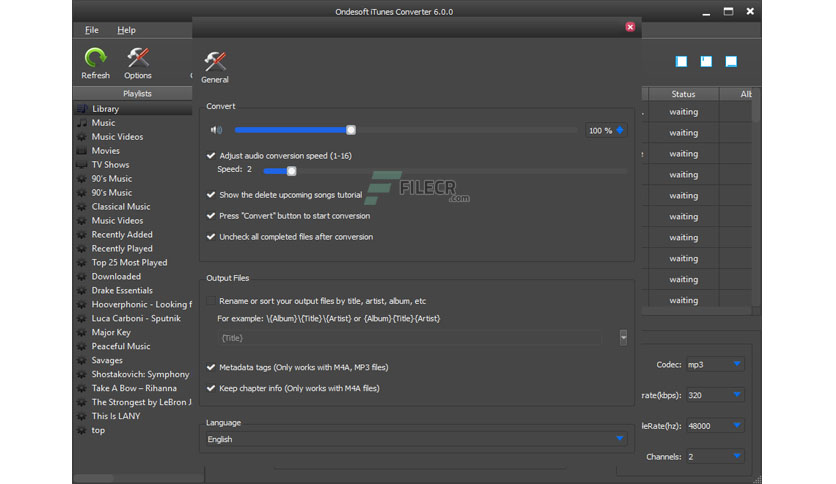 Ondesoft iTunes Converter 6.0.0
File Help
Refresh
Options
General
Playlists
Library
Music
Music Videos
Movies
TV Shows
90's Music
90's Music
Classical Music
Music Videos
Recently Added
Recently Played
Top 25 Most Played
Downloaded
Drake Essentials
Hooverphonic - Looking f
Luca Carboni - Sputnik
Major Key
Peaceful Music
Savages
Shostakovich: Symphony
Take A Bow – Rihanna
The Strongest by LeBron J
This Is LANY
top
Convert
100 %
Adjust audio conversion speed (1-16)
Speed: 2
Show the delete upcoming songs tutorial
Press "Convert" button to start conversion
Uncheck all completed files after conversion
FILECR
.com
Output Files
Rename or sort your output files by title, artist, album, etc
For example: \{Album}\{Title}\{Artist} or {Album}{Title}{Artist}
{Title}
Metadata tags (Only works with M4A, MP3 files)
Keep chapter info (Only works with M4A files)
Language
English
Status
Alb
waiting
waiting
waiting
waiting
waiting
waiting
waiting
waiting
waiting
waiting
Codec: mp3
rate(kbps): 320
leRate(hz): 48000
Channels: 2